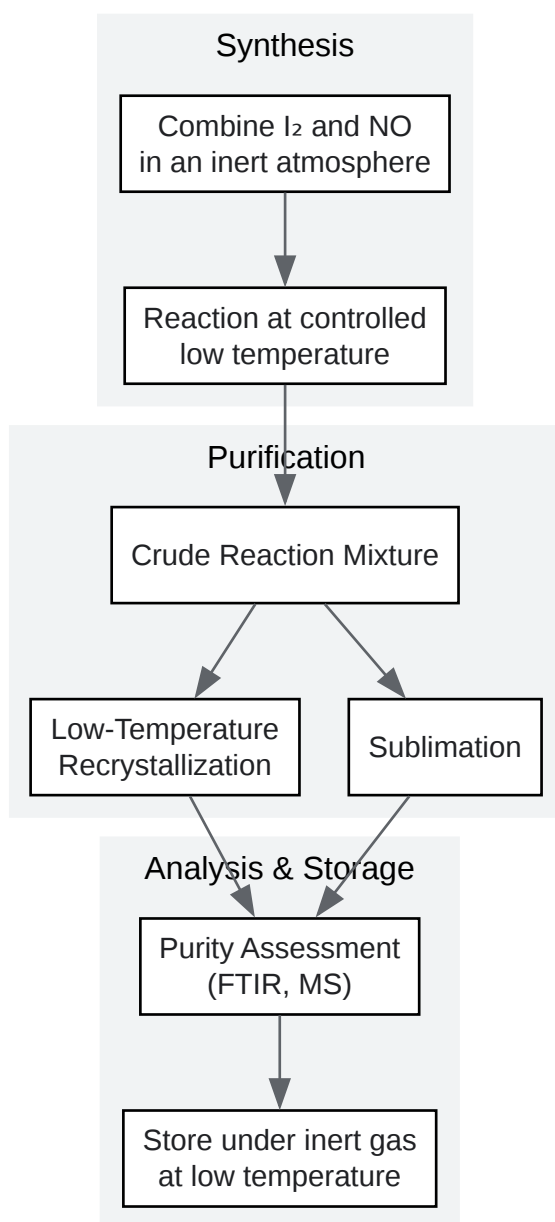 Synthesis
Combine I₂ and NO
in an inert atmosphere
Reaction at controlled
low temperature
Purification
Crude Reaction Mixture
Low-Temperature
Recrystallization
Sublimation
Analysis & Storage
Purity Assessment
(FTIR, MS)
Store under inert gas
at low temperature